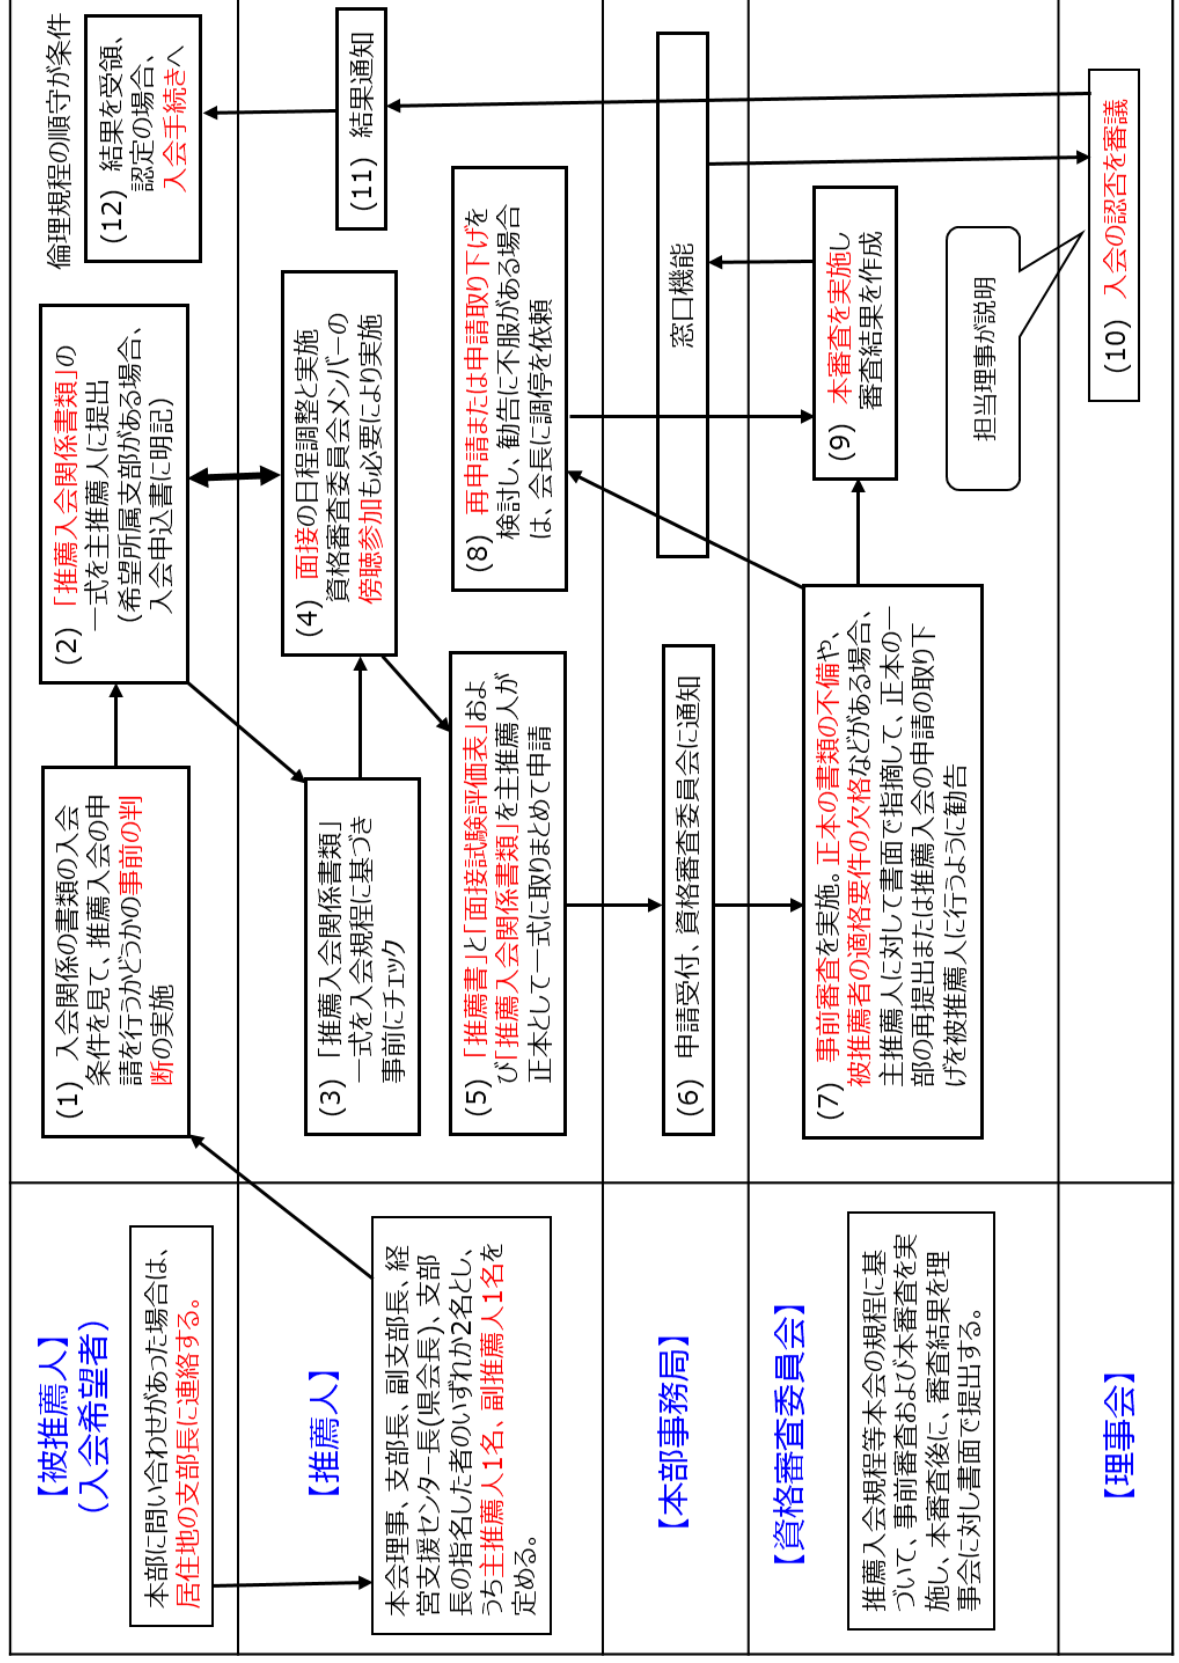 【被推薦人】
（入会希望者）
本部に問い合わせがあった場合は、
居住地の支部長に連絡する。
(1) 入会関係の書類の入会
条件を見て、推薦入会の申
請を行うかどうかの事前の判
断の実施
(2) 「推薦入会関係書類」の
一式を主推薦人に提出
（希望所属支部がある場合、
入会申込書に明記）
倫理規程の順守が条件
(12) 結果を受領、
認定の場合、
入会手続きへ
【推薦人】
本会理事、支部長、副支部長、経
営支援センター長(県会長)、支部
長の指名した者のいずれか2名とし、
うち主推薦人1名、副推薦人1名を
定める。
(3) 「推薦入会関係書類」
一式を入会規程に基づき
事前にチェック
(4) 面接の日程調整と実施
資格審査委員会メンバーの
傍聴参加も必要により実施
(5) 「推薦書」と「面接試験評価表」およ
び「推薦入会関係書類」を主推薦人が
正本として一式に取りまとめて申請
(8) 再申請または申請取り下げを
検討し、勧告に不服がある場合
は、会長に調停を依頼
(11) 結果通知
【本部事務局】
(6) 申請受付、資格審査委員会に通知
窓口機能
【資格審査委員会】
推薦入会規程等本会の規程に基
づいて、事前審査および本審査を実
施し、本審査後に、審査結果を理
事会に対し書面で提出する。
(7) 事前審査を実施。正本の書類の不備や、
被推薦者の適格要件の欠格などがある場合、
主推薦人に対して書面で指摘して、正本の一
部の再提出または推薦入会の申請の取り下
げを被推薦人に行うように勧告
(9) 本審査を実施し
審査結果を作成
担当理事が説明
【理事会】
(10) 入会の認否を審議